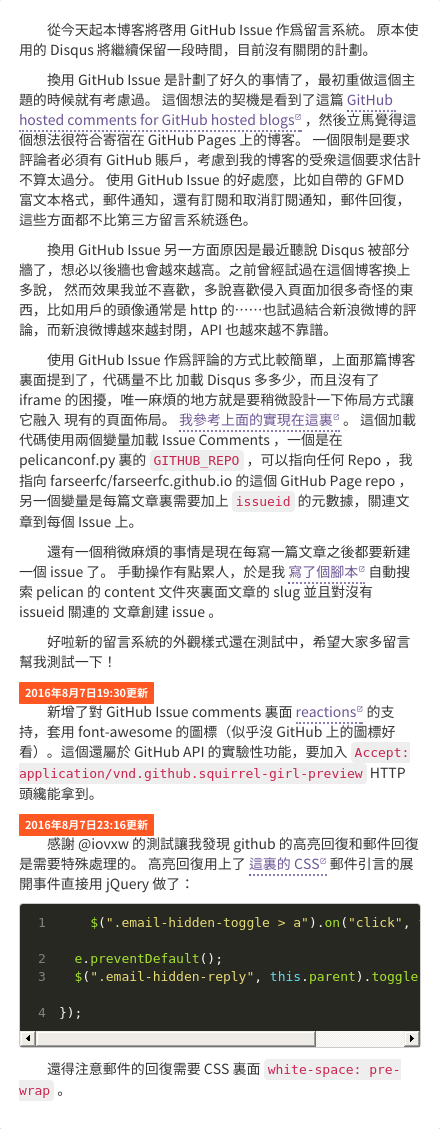 從今天起本博客將啓用 GitHub Issue 作爲留言系統。 原本使
用的 Disqus 將繼續保留一段時間，目前沒有關閉的計劃。
換用 GitHub Issue 是計劃了好久的事情了，最初重做這個主
題的時候就有考慮過。 這個想法的契機是看到了這篇 GitHub
hosted comments for GitHub hosted blogs ，然後立馬覺得這
個想法很符合寄宿在 GitHub Pages 上的博客。 一個限制是要求
評論者必須有 GitHub 賬戶，考慮到我的博客的受衆這個要求估計
不算太過分。 使用 GitHub Issue 的好處麼，比如自帶的 GFMD
富文本格式，郵件通知，還有訂閱和取消訂閱通知，郵件回復，
這些方面都不比第三方留言系統遜色。
換用 GitHub Issue 另一方面原因是最近聽說 Disqus 被部分
牆了，想必以後牆也會越來越高。之前曾經試過在這個博客換上
多說， 然而效果我並不喜歡，多說喜歡侵入頁面加很多奇怪的東
西，比如用戶的頭像通常是 http 的⋯⋯也試過結合新浪微博的評
論，而新浪微博越來越封閉，API 也越來越不靠譜。
使用 GitHub Issue 作爲評論的方式比較簡單，上面那篇博客
裏面提到了，代碼量不比 加載 Disqus 多多少，而且沒有了
iframe 的困擾，唯一麻煩的地方就是要稍微設計一下佈局方式讓
它融入 現有的頁面佈局。 我參考上面的實現在這裏 。 這個加載
代碼使用兩個變量加載 Issue Comments ，一個是在
pelicanconf.py 裏的 GITHUB_REPO ，可以指向任何 Repo ，我
指向 farseerfc/farseerfc.github.io 的這個 GitHub Page repo ，
另一個變量是每篇文章裏需要加上 issueid 的元數據，關連文
章到每個 Issue 上。
還有一個稍微麻煩的事情是現在每寫一篇文章之後都要新建
一個 issue 了。 手動操作有點累人，於是我 寫了個腳本 自動搜
索 pelican 的 content 文件夾裏面文章的 slug 並且對沒有
issueid 關連的 文章創建 issue 。
好啦新的留言系統的外觀樣式還在測試中，希望大家多留言
幫我測試一下！
2016年8月7日19:30更新
新增了對 GitHub Issue comments 裏面 reactions 的支
持，套用 font-awesome 的圖標（似乎沒 GitHub 上的圖標好
看）。這個還屬於 GitHub API 的實驗性功能，要加入 Accept:
application/vnd.github.squirrel-girl-preview HTTP
頭纔能拿到。
2016年8月7日23:16更新
感謝 @iovxw 的測試讓我發現 github 的高亮回復和郵件回復
是需要特殊處理的。 高亮回復用上了 這裏的 CSS 郵件引言的展
開事件直接用 jQuery 做了：
1 $(".email-hidden-toggle > a").on("click",
2 e.preventDefault();
3 $(".email-hidden-reply", this.parent).toggle
4 });
還得注意郵件的回復需要 CSS 裏面 white-space: pre-
wrap 。